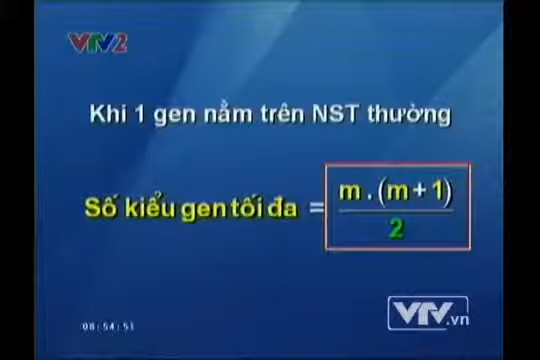 VTV2
Khi 1 gen nằm trên NST thường
Số kiểu gen tối đa = m . (m + 1)
2
08:54:51
VTV.vn